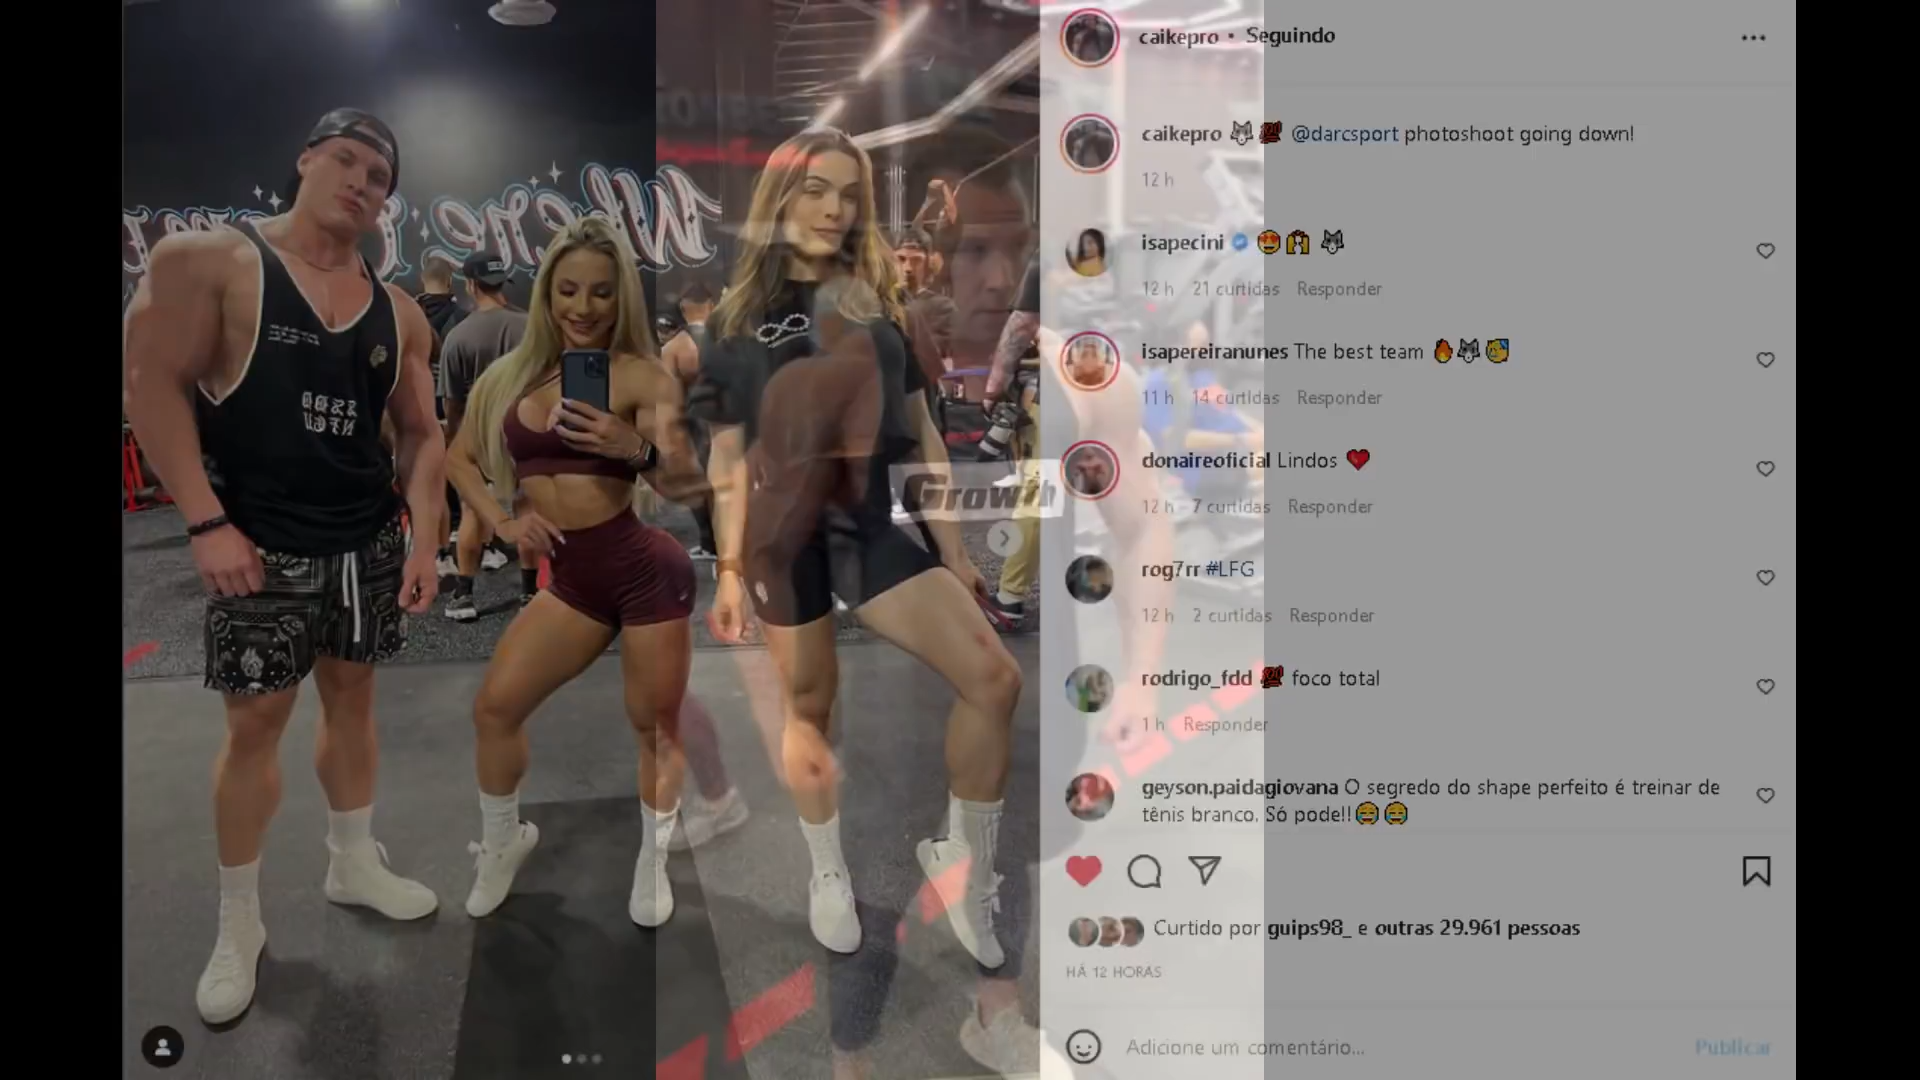 caikepro • Seguindo
caikepro 🐺💯 @darcsport photoshoot going down!
12 h
isapecini 😍🙌🐺
12 h 21 curtidas Responder
isapereiranunes The best team 🔥🐺🥳
11 h 14 curtidas Responder
donaireoficial Lindos ❤️
12 h 7 curtidas Responder
rog7rr #LFG
12 h 2 curtidas Responder
rodrigo_fdd 💯 foco total
1 h Responder
geyson.paidagiovana O segredo do shape perfeito é treinar de
tênis branco. Só pode!!😂😂
Curtido por guips98_ e outras 29.961 pessoas
HÁ 12 HORAS
Adicione um comentário...
Publicar
Growth